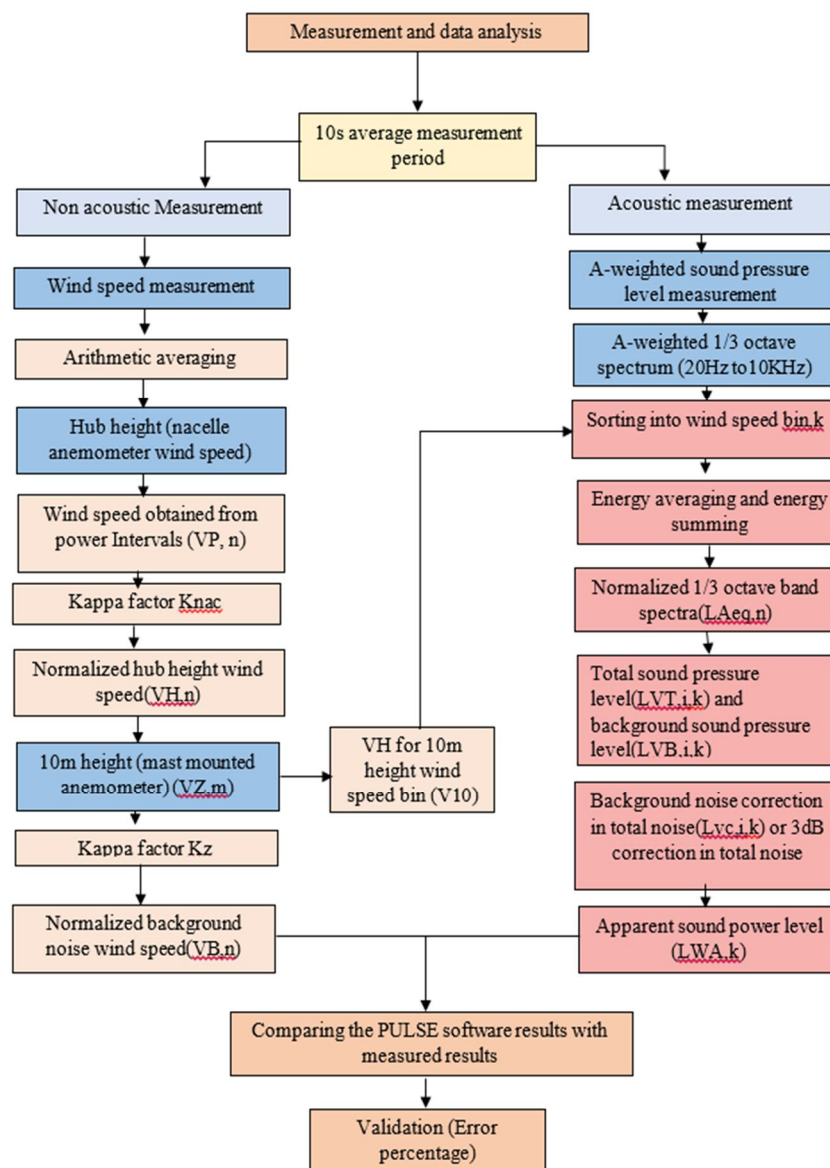 Measurement and data analysis
10s average measurement
period
Non acoustic Measurement
Wind speed measurement
Arithmetic averaging
Hub height (nacelle
anemometer wind speed)
Wind speed obtained from
power Intervals (VP, n)
Kappa factor Knac
Normalized hub height wind
speed(VH,n)
10m height (mast mounted
anemometer) (VZ,m)
Kappa factor Kz
Normalized background
noise wind speed(VB,n)
VH for 10m
height wind
speed bin (V10)
Acoustic measurement
A-weighted sound pressure
level measurement
A-weighted 1/3 octave
spectrum (20Hz to10KHz)
Sorting into wind speed bin,k
Energy averaging and energy
summing
Normalized 1/3 octave band
spectra(LAeq,n)
Total sound pressure
level(LVT,i,k) and
background sound pressure
level(LVB,i,k)
Background noise correction
in total noise(Lvc,i,k) or 3dB
correction in total noise
Apparent sound power level
(LWA,k)
Comparing the PULSE software results with
measured results
Validation (Error
percentage)